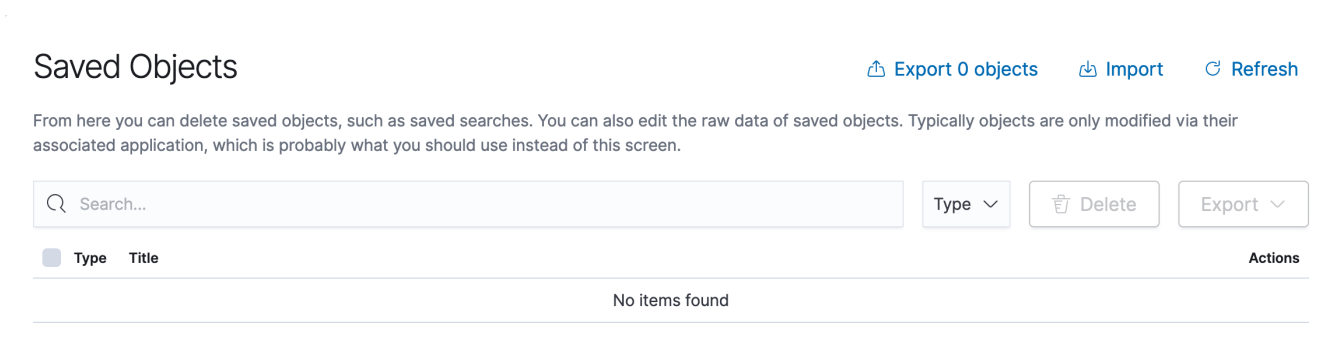 Saved Objects
Export 0 objects
Import
Refresh
From here you can delete saved objects, such as saved searches. You can also edit the raw data of saved objects. Typically objects are only modified via their
associated application, which is probably what you should use instead of this screen.
Search...
Type
Delete
Export
Type Title Actions
No items found